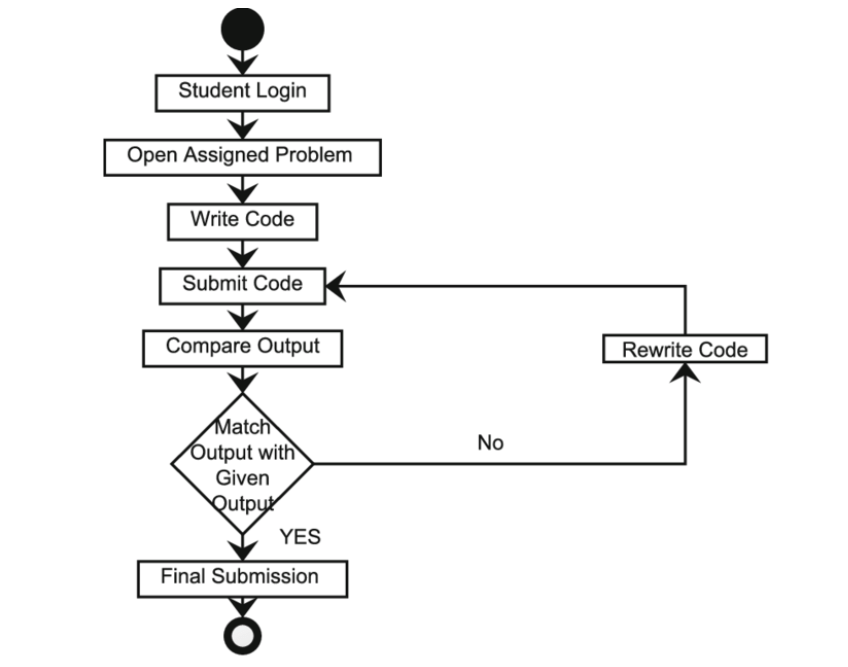 Student Login
Open Assigned Problem
Write Code
Submit Code
Compare Output
Rewrite Code
Match
Output with
Given
Output
No
YES
Final Submission